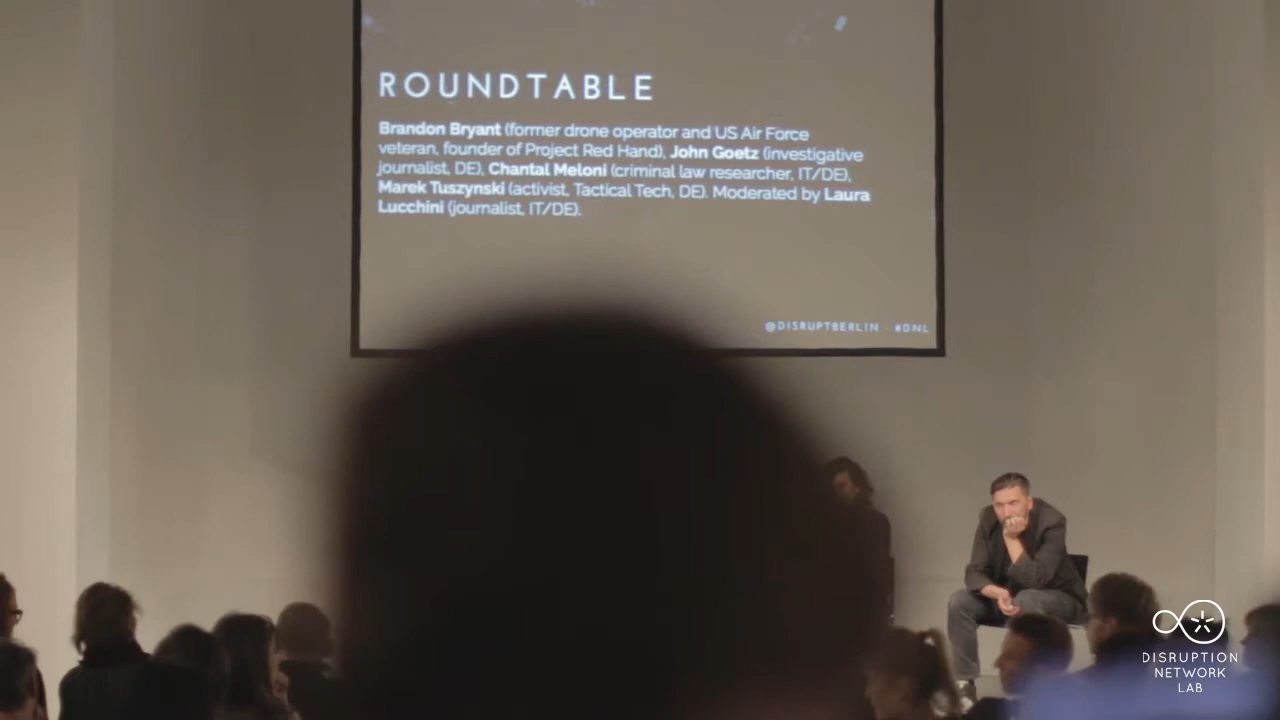 ROUNDTABLE
Brandon Bryant (former drone operator and US Air Force
veteran, founder of Project Red Hand), John Goetz (investigative
journalist, DE), Chantal Meloni (criminal law researcher, IT/DE),
Marek Tuszynski (activist, Tactical Tech, DE). Moderated by Laura
Lucchini (journalist, IT/DE).
@DISRUPTBERLIN · #DNL
DISRUPTION
NETWORK
LAB